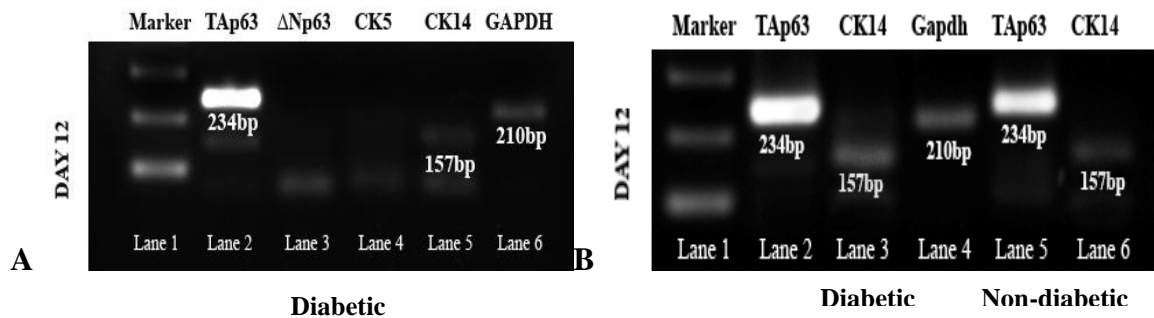 Marker TAp63 ΔNp63 CK5 CK14 GAPDH
DAY 12
234bp
157bp
210bp
Lane 1 Lane 2 Lane 3 Lane 4 Lane 5 Lane 6
A
Diabetic
Marker TAp63 CK14 Gapdh TAp63 CK14
DAY 12
234bp
157bp
210bp
234bp
157bp
Lane 1 Lane 2 Lane 3 Lane 4 Lane 5 Lane 6
B
Diabetic Non-diabetic